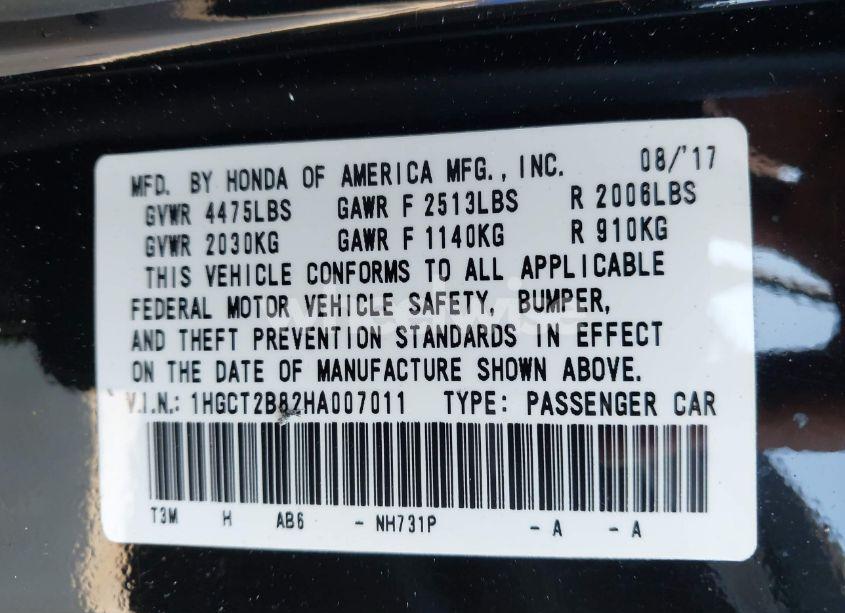 MFD. BY HONDA OF AMERICA MFG., INC. 08/'17
GVWR 4475LBS GAWR F 2513LBS R 2006LBS
GVWR 2030KG GAWR F 1140KG R 910KG
THIS VEHICLE CONFORMS TO ALL APPLICABLE
FEDERAL MOTOR VEHICLE SAFETY, BUMPER,
AND THEFT PREVENTION STANDARDS IN EFFECT
ON THE DATE OF MANUFACTURE SHOWN ABOVE.
V.I.N.: 1HGCT2B82HA007011 TYPE: PASSENGER CAR
T3M H AB6 - NH731P - A - A